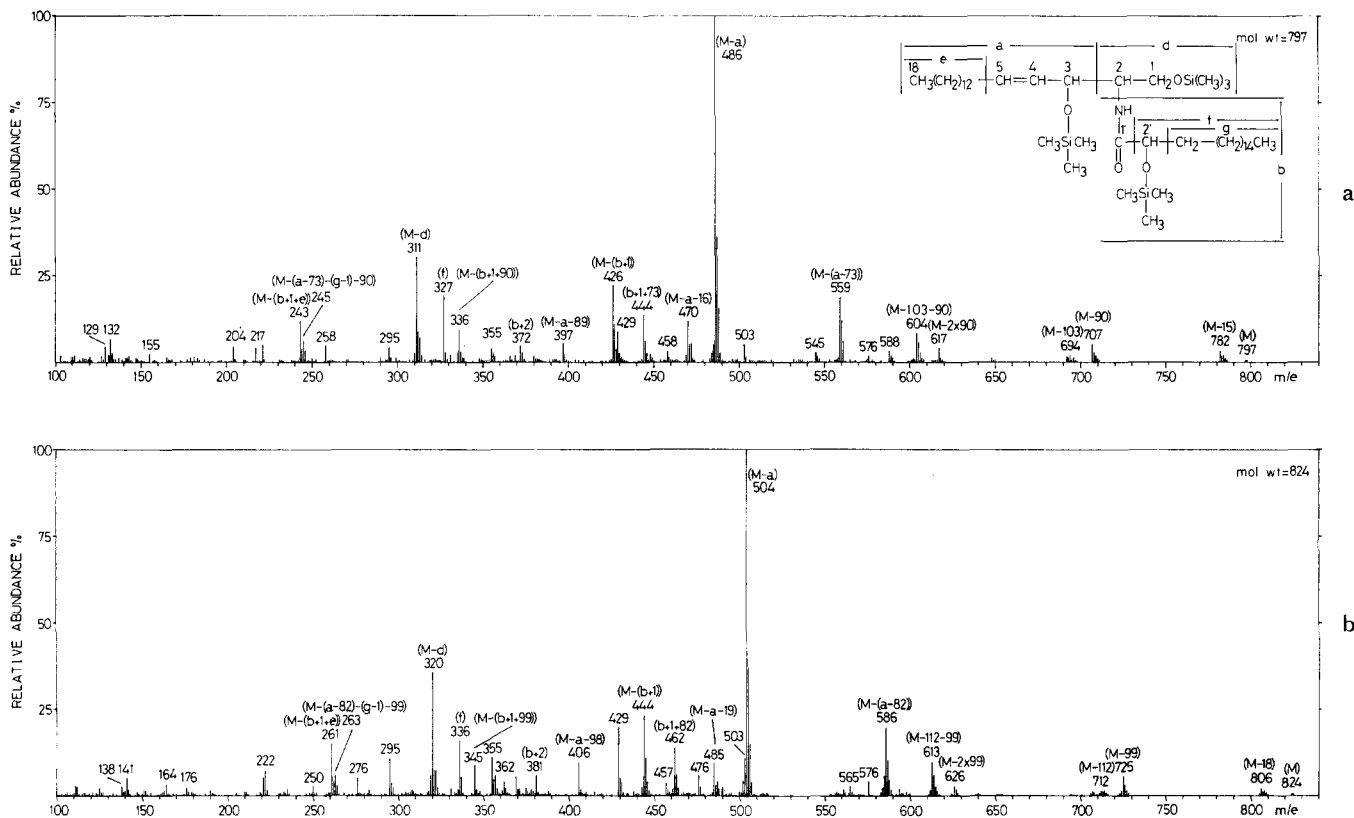 100
(M-a)
486
mol wt=797
a
d
e
18
5
4
3
2
1
CH3(CH2)12
CH=CH-CH
CH
CH2OSi(CH3)3
NH
O
f
1'
2'
g
CH3SiCH3
C
CH-CH2-(CH2)14CH3
b
CH3
O
O
CH3SiCH3
CH3
a
75
50
25
RELATIVE ABUNDANCE %
(M-d)
311
(f)
327
(M-(b+1+90))
336
(M-(a-73)-(g-1)-90)
245
(M-(b+1+e))
243
129 132
155
204
217
258
295
355
(b+2)
372
(M-a-89)
397
(M-(b+1))
426
429
(b+1+73)
444
458
(M-a-16)
470
503
545
(M-(a-73))
559
576
588
(M-103-90)
604
(M-2x90)
617
(M-103)
694
(M-90)
707
(M-15)
782
(M)
797
100 150 200 250 300 350 400 450 500 550 600 650 700 750 800 m/e
100
(M-a)
504
mol wt=824
b
75
50
25
RELATIVE ABUNDANCE %
(M-d)
320
(f)
336
(M-(b+1+99))
345
(M-(a-82)-(g-1)-99)
263
(M-(b+1+e))
261
138 141
164
176
222
250
276
295
355
362
(b+2)
381
(M-a-98)
406
429
(M-(b+1))
444
457
(b+1+82)
462
476
(M-a-19)
485
503
565
576
(M-(a-82))
586
(M-112-99)
613
(M-2x99)
626
(M-112)
712
(M-99)
725
(M-18)
806
(M)
824
100 150 200 250 300 350 400 450 500 550 600 650 700 750 800 m/e